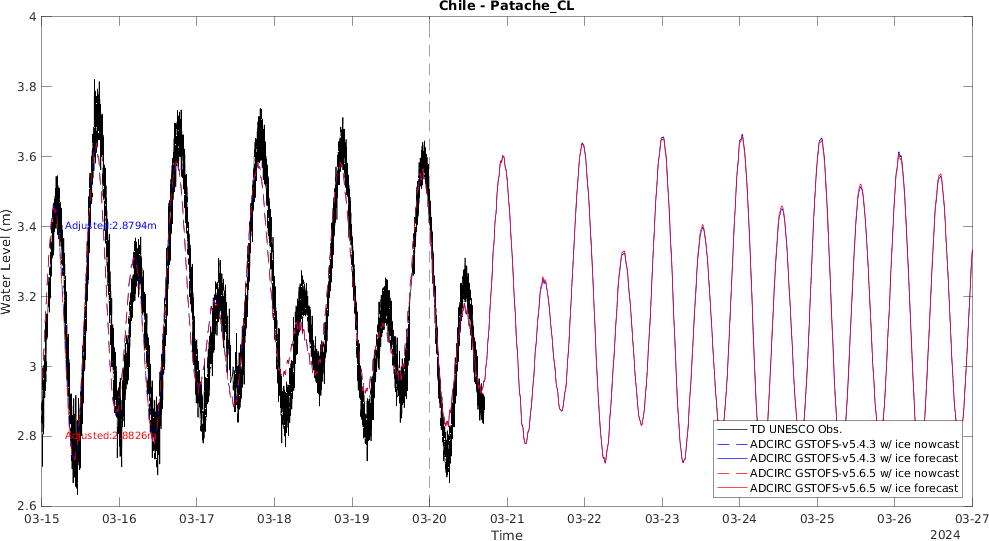 Chile - Patache_CL
Water Level (m)
4
3.8
3.6
3.4
3.2
3
2.8
2.6
Adjusted:2.8794m
Adjusted:2.8826m
TD UNESCO Obs.
ADCIRC GSTOFS-v5.4.3 w/ ice nowcast
ADCIRC GSTOFS-v5.4.3 w/ ice forecast
ADCIRC GSTOFS-v5.6.5 w/ ice nowcast
ADCIRC GSTOFS-v5.6.5 w/ ice forecast
03-15 03-16 03-17 03-18 03-19 03-20 03-21 03-22 03-23 03-24 03-25 03-26 03-27
Time
2024